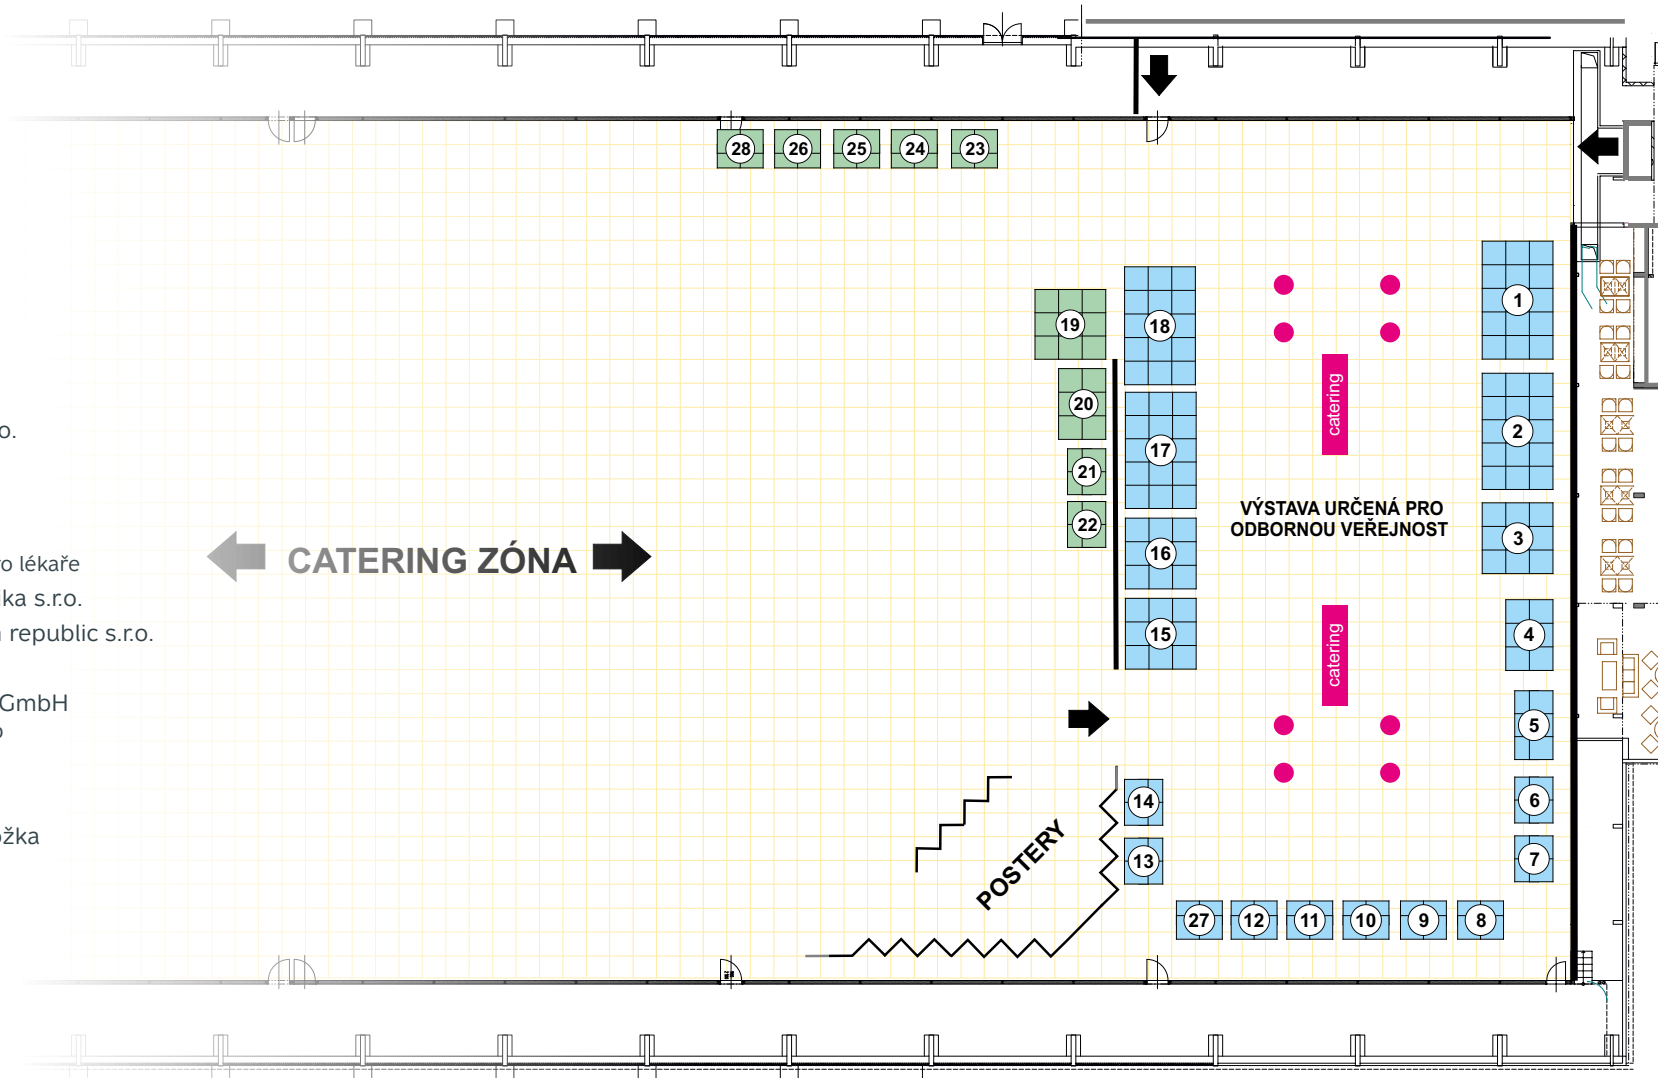 28
26
25
24
23
19
20
21
22
18
17
16
15
14
13
1
2
3
4
5
6
7
27
12
11
10
9
8
catering
catering
VÝSTAVA URČENÁ PRO
ODBORNOU VEŘEJNOST
CATERING ZÓNA
POSTERY
o.
o lékaře
ika s.r.o.
republic s.r.o.
GmbH
ožka